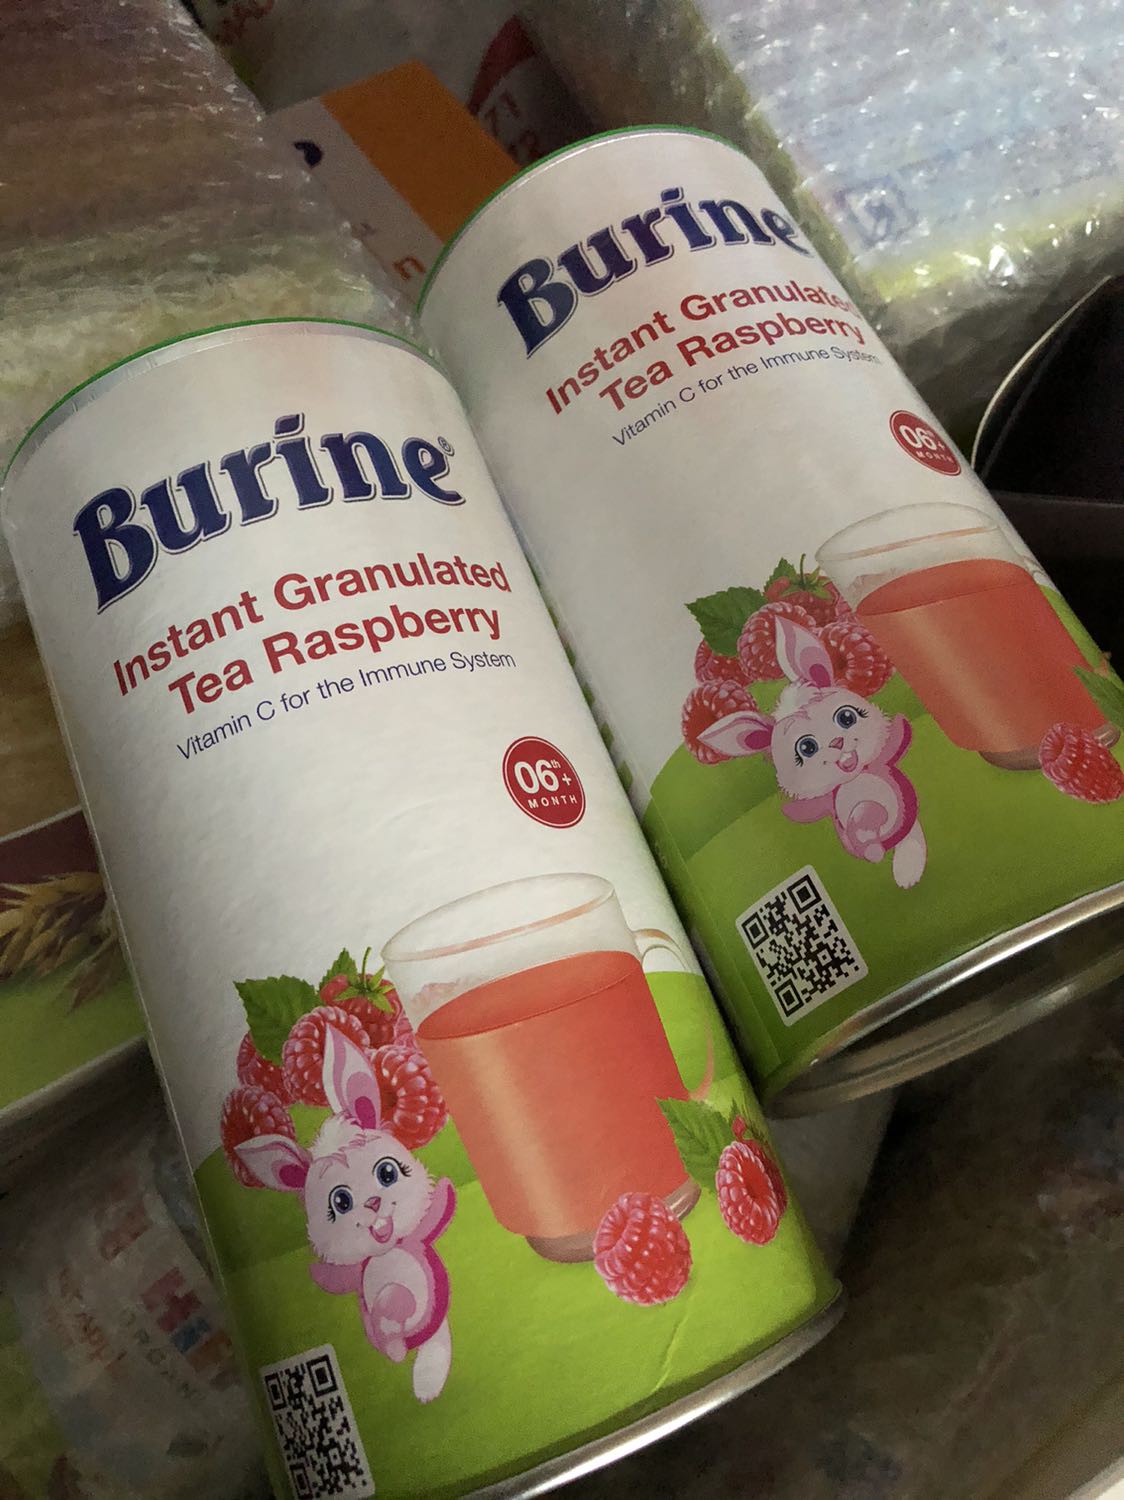 Burine®
Instant Granulated
Tea Raspberry
Vitamin C for the Immune System
06th+
MONTH
Burine
Instant Granulated
Tea Raspberry
Vitamin C for the Immune System
06th+
MONTH
n